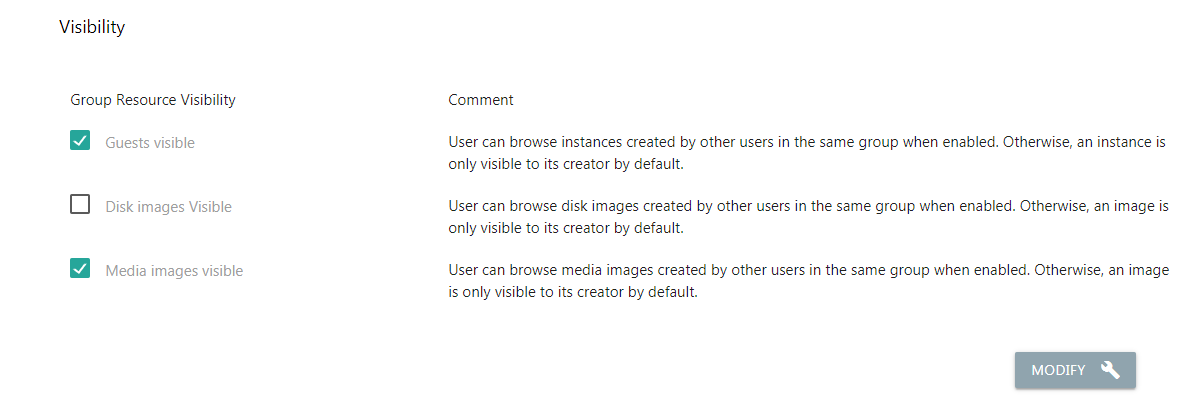 Visibility
Group Resource Visibility
Comment
Guests visible
User can browse instances created by other users in the same group when enabled. Otherwise, an instance is
only visible to its creator by default.
Disk images Visible
User can browse disk images created by other users in the same group when enabled. Otherwise, an image is
only visible to its creator by default.
Media images visible
User can browse media images created by other users in the same group when enabled. Otherwise, an image
is only visible to its creator by default.
MODIFY